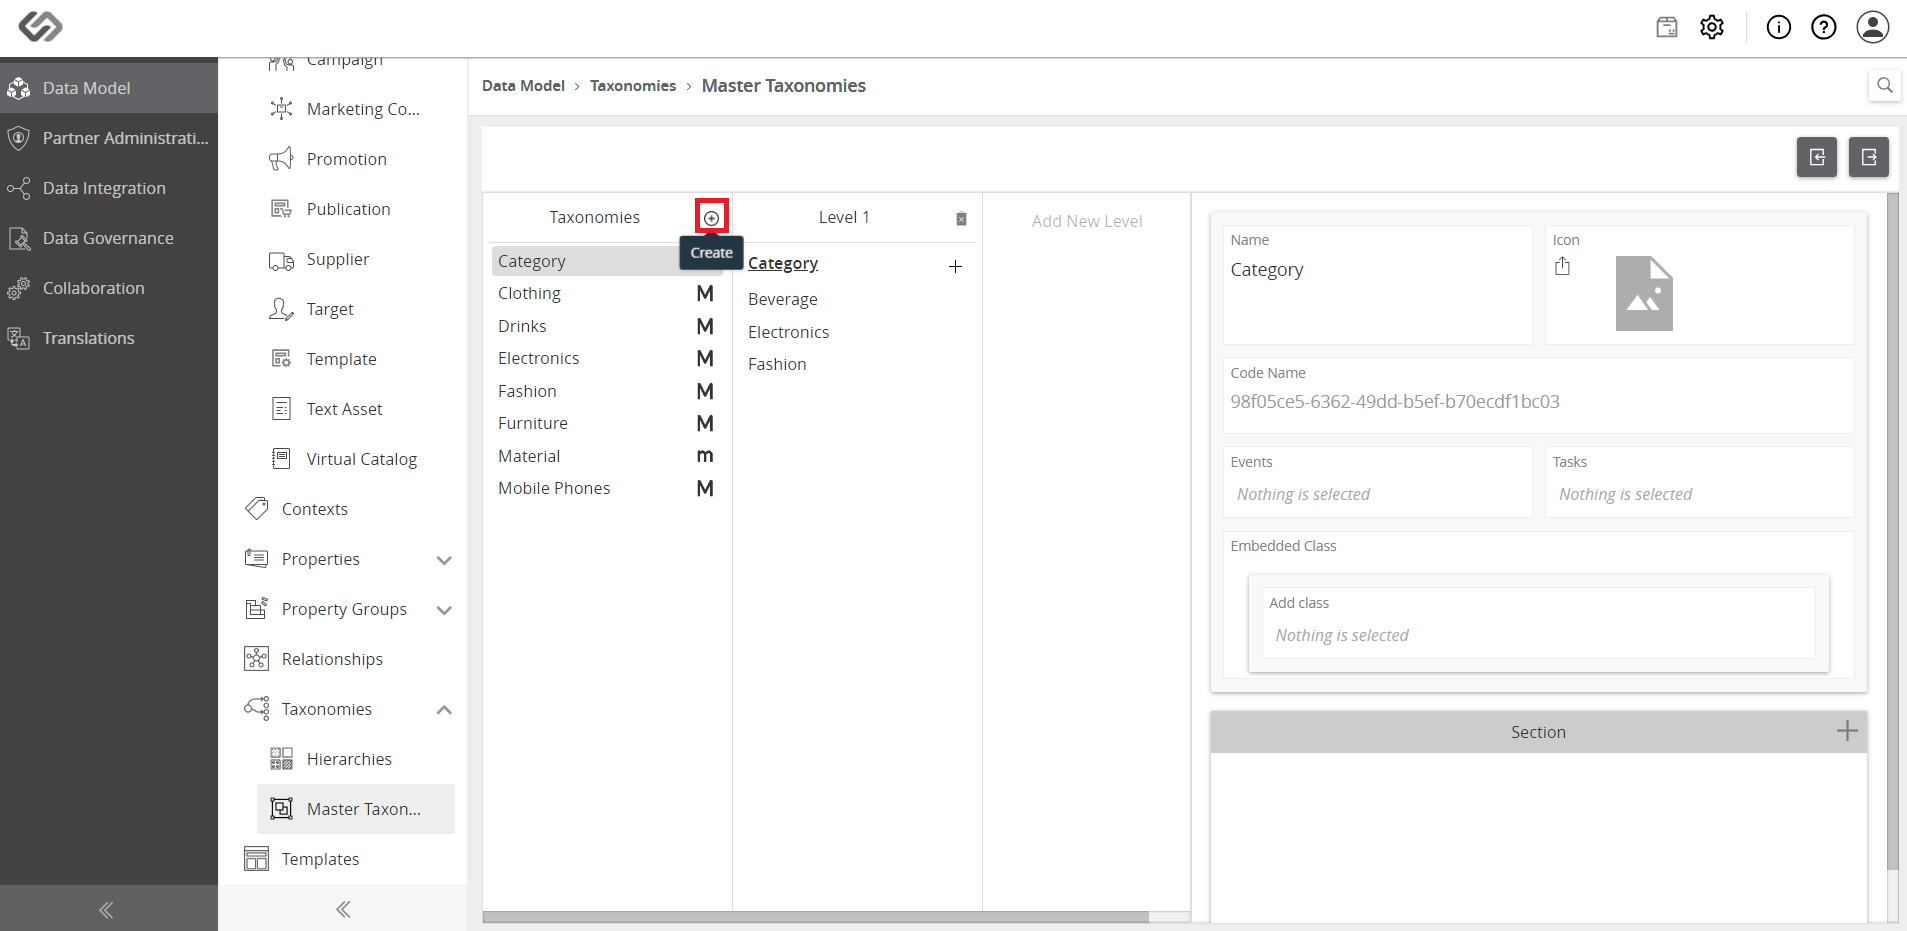 Data Model
Partner Administrati...
Data Integration
Data Governance
Collaboration
Translations
Campaign
Marketing Co...
Promotion
Publication
Supplier
Target
Template
Text Asset
Virtual Catalog
Contexts
Properties
Property Groups
Relationships
Taxonomies
Hierarchies
Master Taxon...
Templates
Data Model > Taxonomies > Master Taxonomies
Taxonomies
Create
Category
Clothing M
Drinks M
Electronics M
Fashion M
Furniture M
Material m
Mobile Phones M
Level 1
Category
Beverage
Electronics
Fashion
Add New Level
Name
Category
Icon
Code Name
98f05ce5-6362-49dd-b5ef-b70ecdf1bc03
Events
Nothing is selected
Tasks
Nothing is selected
Embedded Class
Add class
Nothing is selected
Section